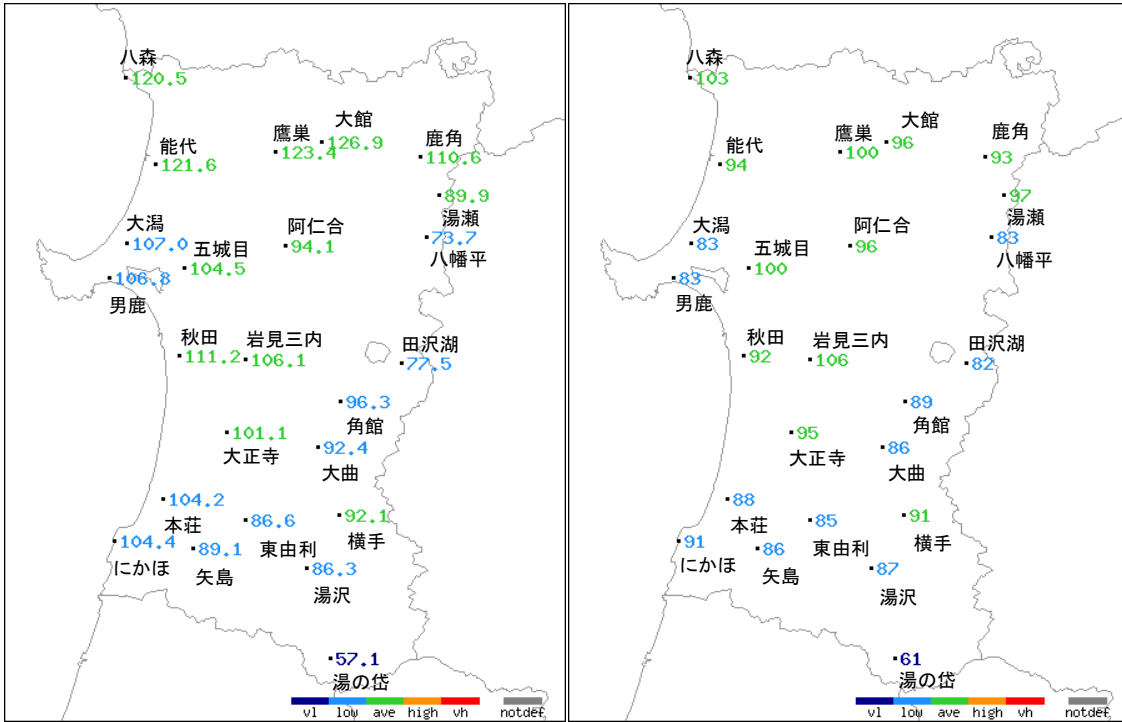 八森
120.5
大館
126.9
鷹巣
123.4
能代
121.6
鹿角
110.6
89.9
湯瀬
大潟
107.0
阿仁合
94.1
73.7
八幡平
五城目
104.5
106.8
男鹿
秋田
111.2
岩見三内
106.1
田沢湖
77.5
96.3
角館
101.1
大正寺
92.4
大曲
104.2
本荘
86.6
東由利
92.1
横手
104.4
にかほ
89.1
矢島
86.3
湯沢
57.1
湯の岱
vl low ave high vh notdef
八森
103
大館
96
鷹巣
100
能代
94
鹿角
93
97
湯瀬
大潟
83
阿仁合
96
83
八幡平
五城目
100
83
男鹿
秋田
92
岩見三内
106
田沢湖
82
89
角館
95
大正寺
86
大曲
88
本荘
85
東由利
91
横手
91
にかほ
86
矢島
87
湯沢
61
湯の岱
vl low ave high vh notdef